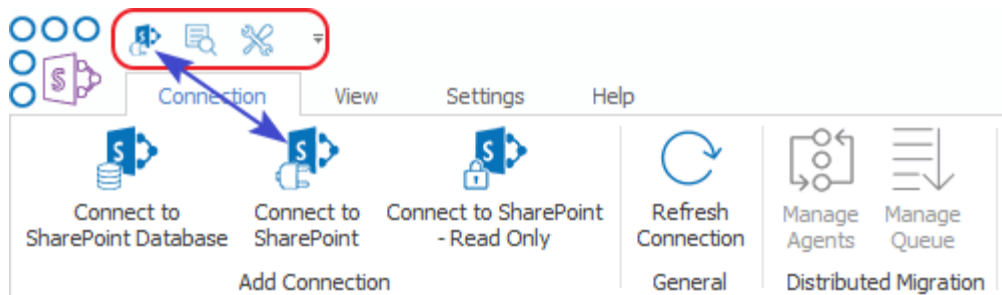 Connection View Settings Help
Connect to SharePoint Database
Connect to SharePoint
Connect to SharePoint - Read Only
Refresh Connection
Manage Agents
Manage Queue
Add Connection General Distributed Migration